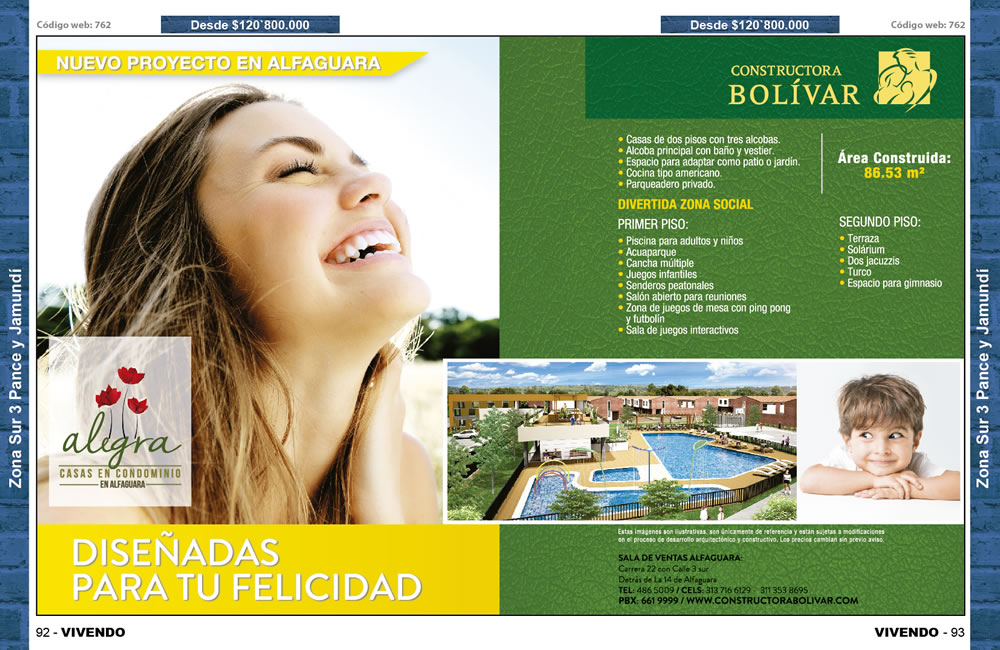 Código web: 762
Desde $120`800.000
Desde $120`800.000
Código web: 762
Zona Sur 3 Pance y Jamundí
NUEVO PROYECTO EN ALFAGUARA
CONSTRUCTORA
BOLÍVAR
• Casas de dos pisos con tres alcobas.
• Alcoba principal con baño y vestier.
• Espacio para adaptar como patio o jardín.
• Cocina tipo americano.
• Parqueadero privado.
Área Construida:
86.53 m²
DIVERTIDA ZONA SOCIAL
PRIMER PISO:
• Piscina para adultos y niños
• Acuaparque
• Cancha múltiple
• Juegos infantiles
• Senderos peatonales
• Salón abierto para reuniones
• Zona de juegos de mesa con ping pong
y futbolín
• Sala de juegos interactivos
SEGUNDO PISO:
• Terraza
• Solárium
• Dos jacuzzis
• Turco
• Espacio para gimnasio
alegra
CASAS EN CONDOMINIO
EN ALFAGUARA
DISEÑADAS
PARA TU FELICIDAD
Estas imágenes son ilustrativas, son únicamente de referencia y están sujetas a modificaciones
en el proceso de desarrollo arquitectónico y constructivo. Los precios cambian sin previo aviso.
SALA DE VENTAS ALFAGUARA:
Carrera 22 con Calle 3 sur
Detrás de La 14 de Alfaguara
TEL: 486 5009 / CELS: 313 716 6129 - 311 353 8695
PBX: 661 9999 / WWW.CONSTRUCTORABOLIVAR.COM
Zona Sur 3 Pance y Jamundí
92 - VIVENDO
VIVENDO - 93